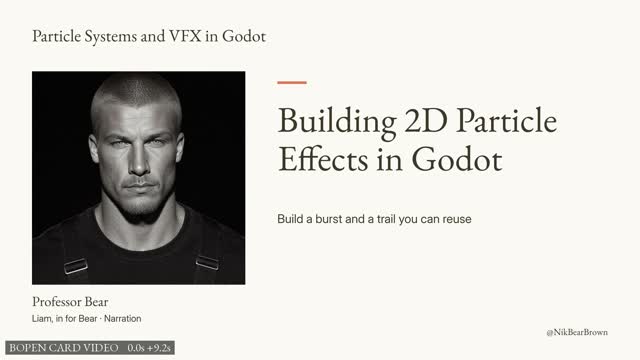 Particle Systems and VFX in Godot
Building 2D Particle
Effects in Godot
Build a burst and a trail you can reuse
Professor Bear
Liam, in for Bear · Narration
@NikBearBrown
BOPEN CARD VIDEO 0.0s +9.2s